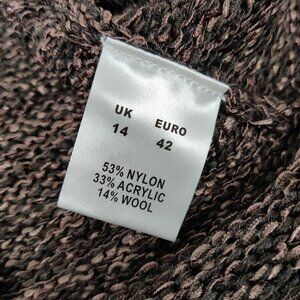 UK EURO
14 42
53% NYLON
33% ACRYLIC
14% WOOL